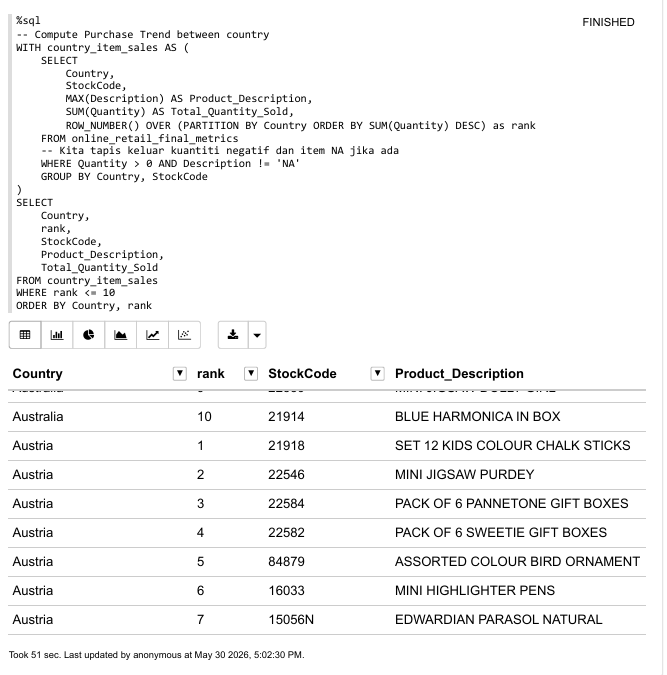 %sql
FINISHED
-- Compute Purchase Trend between country
WITH country_item_sales AS (
    SELECT
        Country,
        StockCode,
        MAX(Description) AS Product_Description,
        SUM(Quantity) AS Total_Quantity_Sold,
        ROW_NUMBER() OVER (PARTITION BY Country ORDER BY SUM(Quantity) DESC) as rank
    FROM online_retail_final_metrics
    -- Kita tapis keluar kuantiti negatif dan item NA jika ada
    WHERE Quantity > 0 AND Description != 'NA'
    GROUP BY Country, StockCode
)
SELECT
    Country,
    rank,
    StockCode,
    Product_Description,
    Total_Quantity_Sold
FROM country_item_sales
WHERE rank <= 10
ORDER BY Country, rank
Country rank StockCode Product_Description
Australia 10 21914 BLUE HARMONICA IN BOX
Austria 1 21918 SET 12 KIDS COLOUR CHALK STICKS
Austria 2 22546 MINI JIGSAW PURDEY
Austria 3 22584 PACK OF 6 PANNETONE GIFT BOXES
Austria 4 22582 PACK OF 6 SWEETIE GIFT BOXES
Austria 5 84879 ASSORTED COLOUR BIRD ORNAMENT
Austria 6 16033 MINI HIGHLIGHTER PENS
Austria 7 15056N EDWARDIAN PARASOL NATURAL
Took 51 sec. Last updated by anonymous at May 30 2026, 5:02:30 PM.